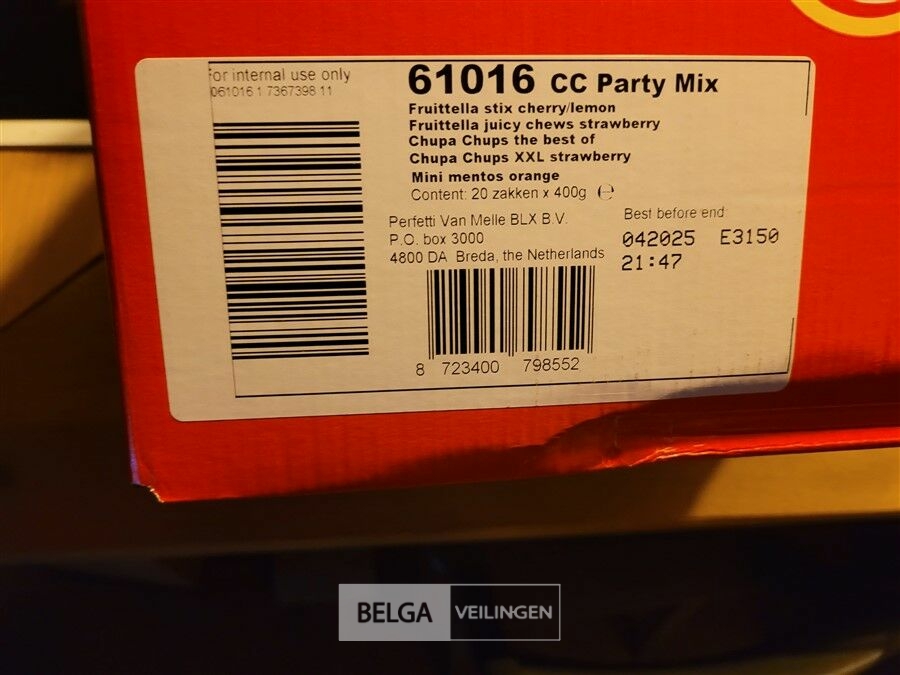 For internal use only
061016 1 7367398 11
61016 CC Party Mix
Fruittella stix cherry/lemon
Fruittella juicy chews strawberry
Chupa Chups the best of
Chupa Chups XXL strawberry
Mini mentos orange
Content: 20 zakken x 400g ℮
Perfetti Van Melle BLX B.V.
P.O. box 3000
4800 DA Breda, the Netherlands
Best before end
042025 E3150
21:47
8 723400 798552
BELGA VEILINGEN